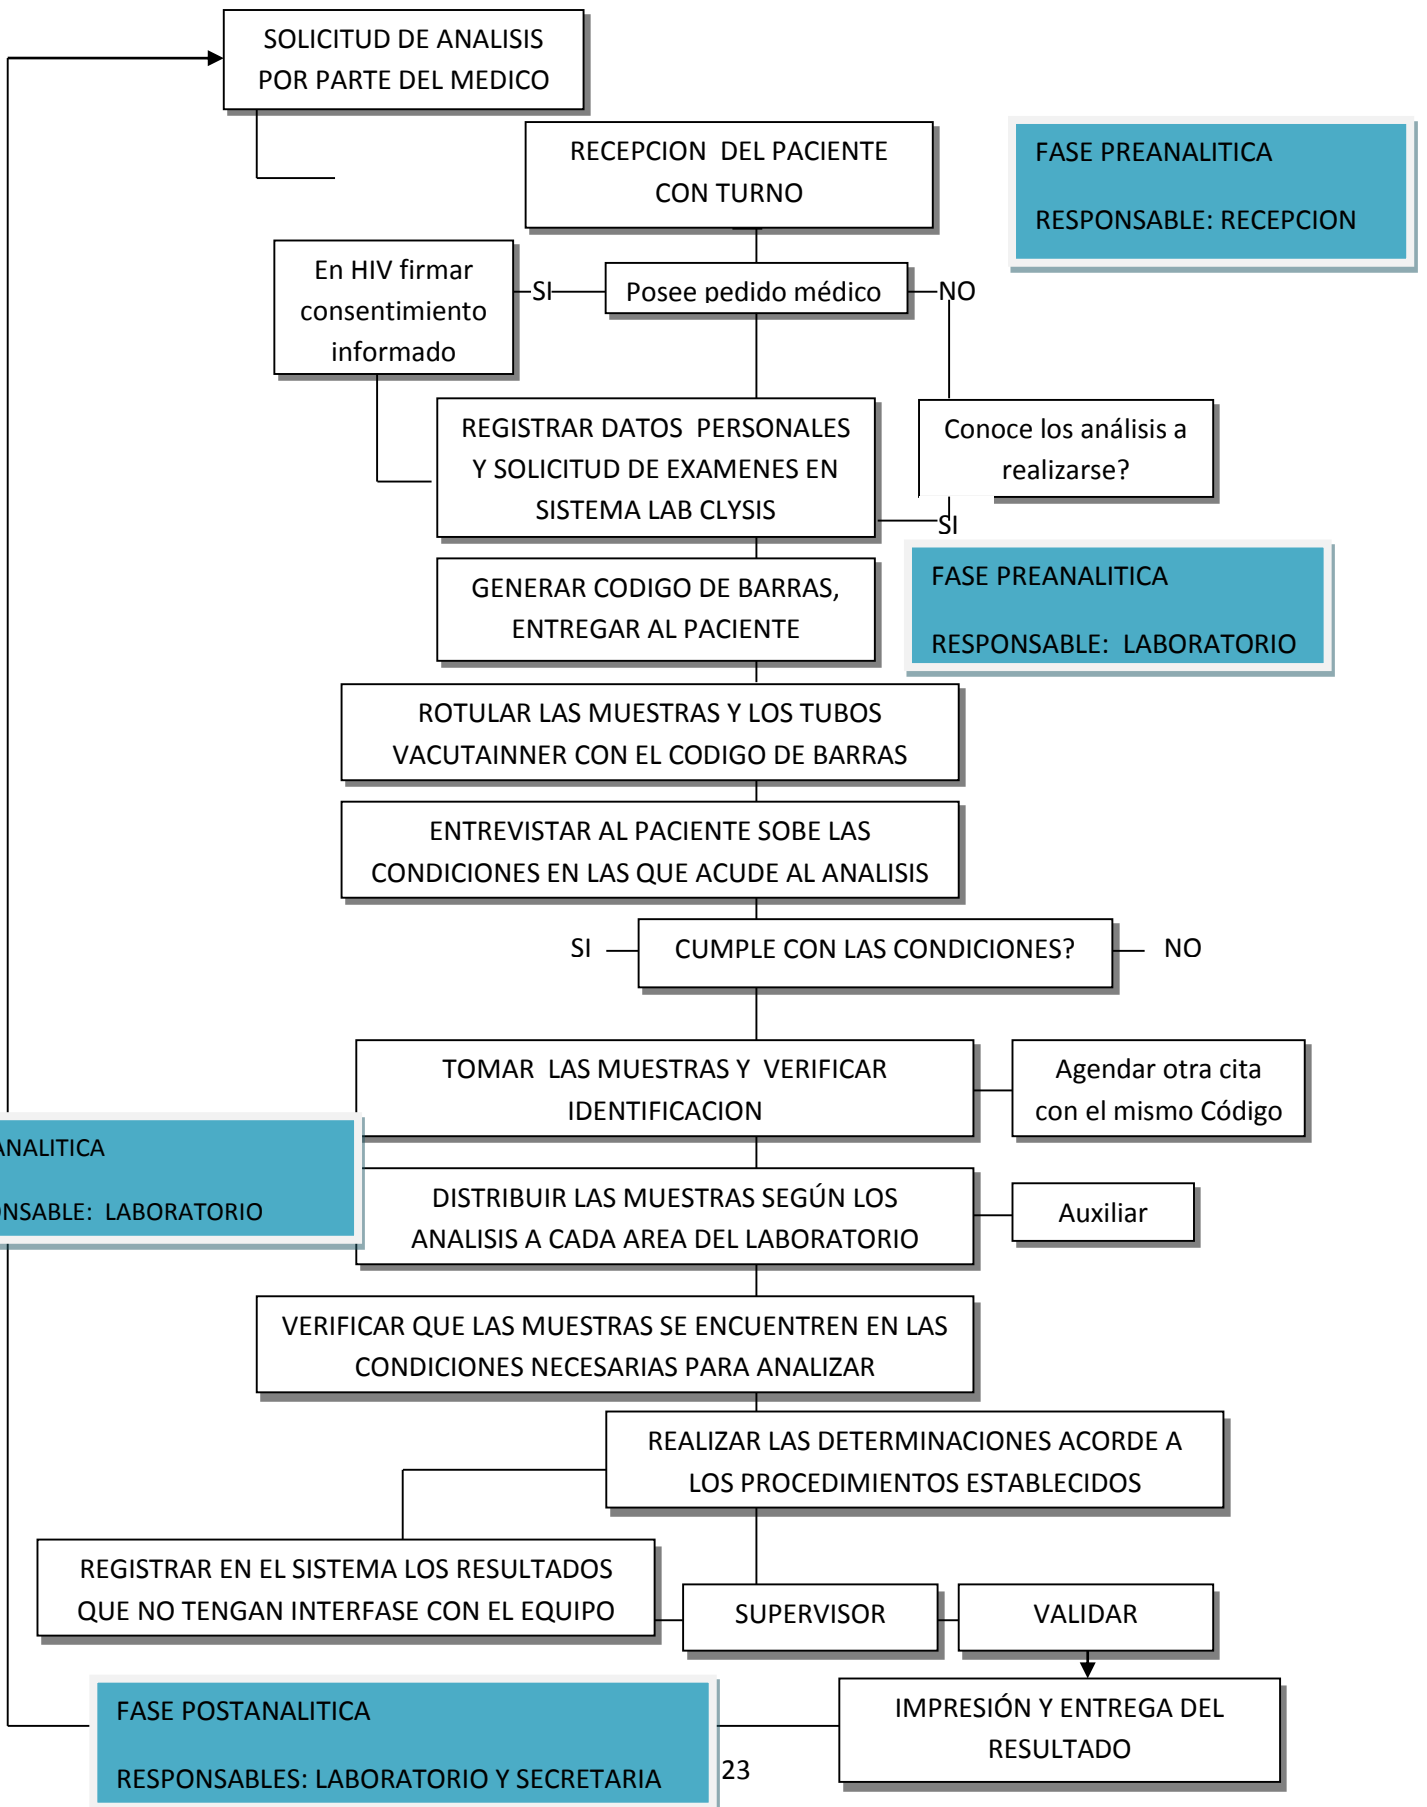 SOLICITUD DE ANALISIS
POR PARTE DEL MEDICO
RECEPCION DEL PACIENTE
CON TURNO
FASE PREANALITICA
RESPONSABLE: RECEPCION
En HIV firmar
consentimiento
informado
SI
Posee pedido médico
NO
REGISTRAR DATOS PERSONALES
Y SOLICITUD DE EXAMENES EN
SISTEMA LAB CLYSIS
Conoce los análisis a
realizarse?
SI
GENERAR CODIGO DE BARRAS,
ENTREGAR AL PACIENTE
FASE PREANALITICA
RESPONSABLE: LABORATORIO
ROTULAR LAS MUESTRAS Y LOS TUBOS
VACUTAINNER CON EL CODIGO DE BARRAS
ENTREVISTAR AL PACIENTE SOBE LAS
CONDICIONES EN LAS QUE ACUDE AL ANALISIS
SI
CUMPLE CON LAS CONDICIONES?
NO
TOMAR LAS MUESTRAS Y VERIFICAR
IDENTIFICACION
Agendar otra cita
con el mismo Código
ANALITICA
ONSABLE: LABORATORIO
DISTRIBUIR LAS MUESTRAS SEGÚN LOS
ANALISIS A CADA AREA DEL LABORATORIO
Auxiliar
VERIFICAR QUE LAS MUESTRAS SE ENCUENTREN EN LAS
CONDICIONES NECESARIAS PARA ANALIZAR
REALIZAR LAS DETERMINACIONES ACORDE A
LOS PROCEDIMIENTOS ESTABLECIDOS
REGISTRAR EN EL SISTEMA LOS RESULTADOS
QUE NO TENGAN INTERFASE CON EL EQUIPO
SUPERVISOR
VALIDAR
FASE POSTANALITICA
RESPONSABLES: LABORATORIO Y SECRETARIA
IMPRESIÓN Y ENTREGA DEL
RESULTADO
23